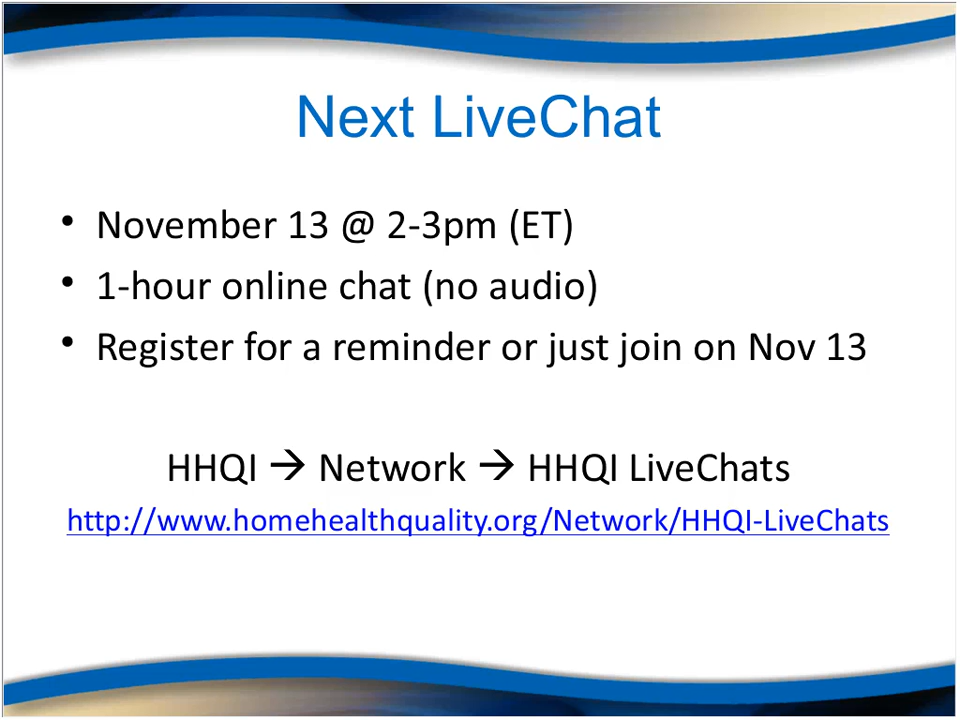 Next LiveChat
• November 13 @ 2-3pm (ET)
• 1-hour online chat (no audio)
• Register for a reminder or just join on Nov 13
HHQI → Network → HHQI LiveChats
http://www.homehealthquality.org/Network/HHQI-LiveChats